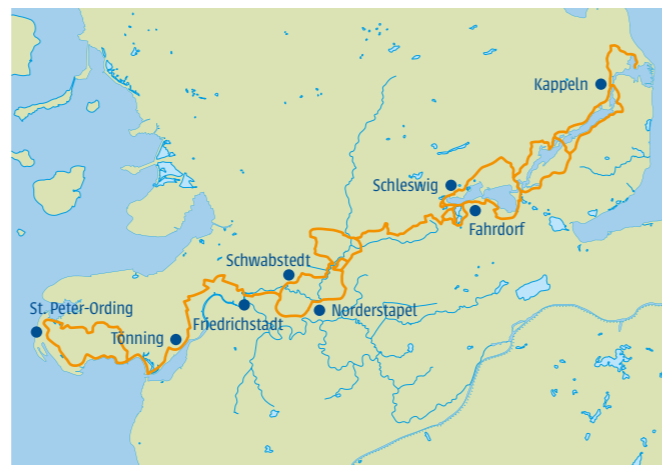 Kappeln
Schleswig
Fahrdorf
Schwabstedt
St. Peter-Ording
Friedrichstadt
Norderstapel
Tönning